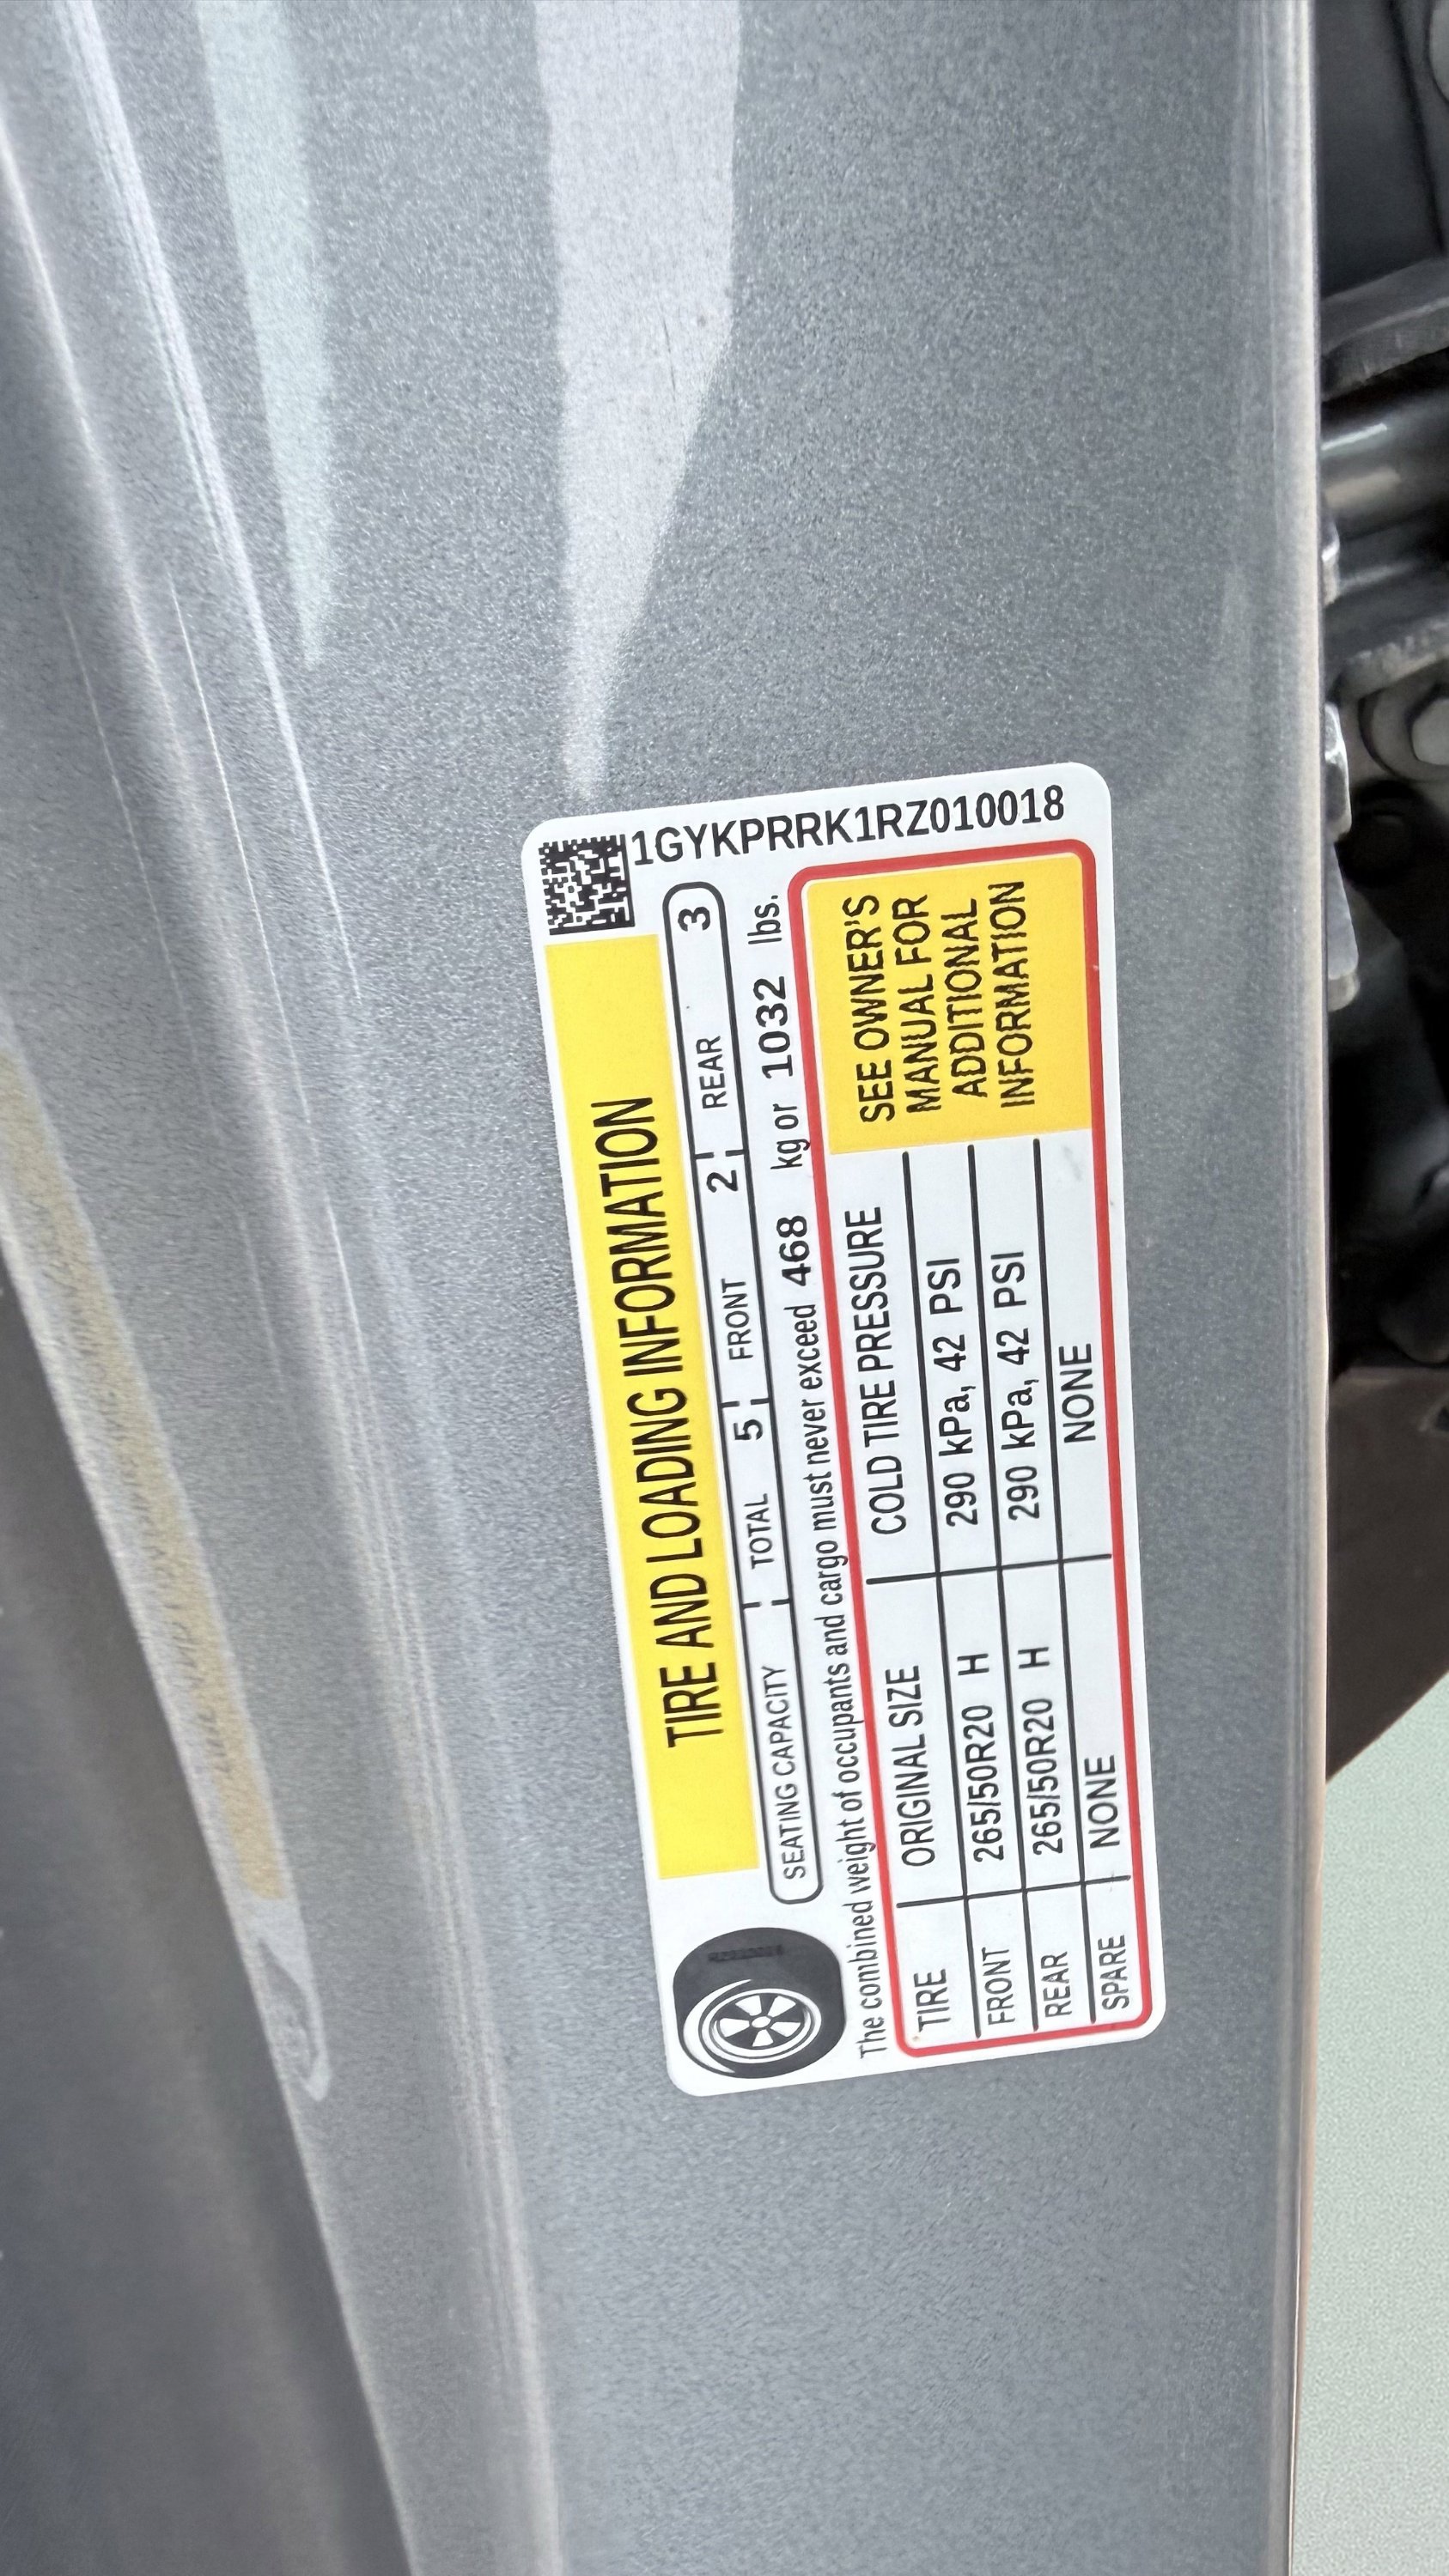 TIRE AND LOADING INFORMATION
SEATING CAPACITY TOTAL 5 FRONT 2 REAR 3
The combined weight of occupants and cargo must never exceed 468 kg or 1032 lbs.
TIRE ORIGINAL SIZE COLD TIRE PRESSURE
FRONT 265/50R20 H 290 kPa, 42 PSI
REAR 265/50R20 H 290 kPa, 42 PSI
SPARE NONE NONE
SEE OWNER'S
MANUAL FOR
ADDITIONAL
INFORMATION
1GYKPRRK1RZ010018